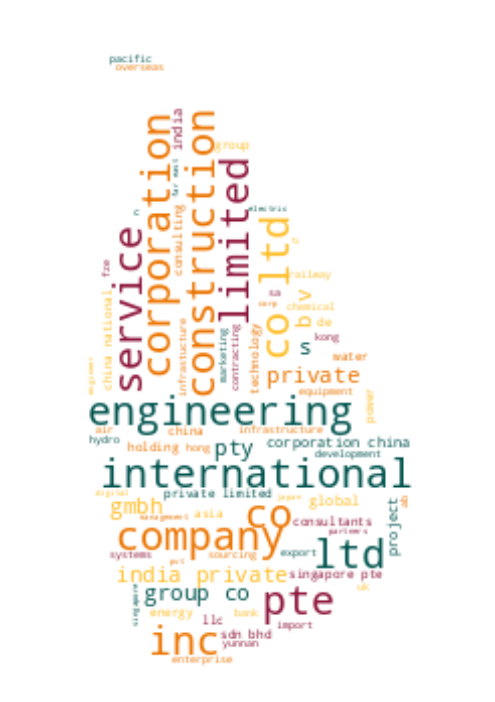 pacific
overseas
india
corporation
construction
group
far east
limited
consulting
electric
c
service
co ltd
fze
railway
china national
sa
b v
corp
chemical
de
infrastucture
marketing
contracting
technology
kong
s
water
engineer
private
equipment
power
engineering
air
china
infrastructure
hydro
holding
hong
pty
corporation china
development
international
digital
private limited
japan
gmbh
global
co
project
ab
management
asia
consultants
partners
company
ltd
systems
sourcing
export
pvt
india private
singapore pte
singapore
group co
pte
uk
energy
bank
llc
import
inc
sdn bhd
yunnan
enterprise